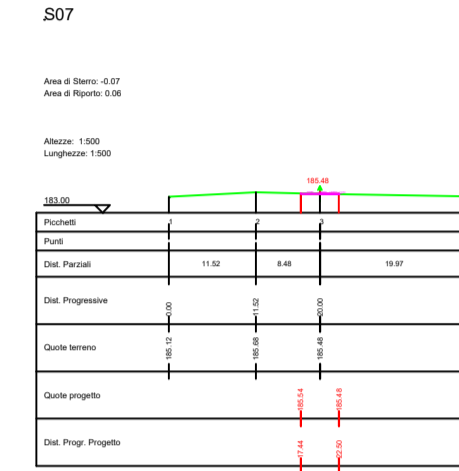 S07
Area di Sterro: -0.07
Area di Riporto: 0.06
Altezze: 1:500
Lunghezze: 1:500
185.48
183.00
Picchetti 1 2 3
Punti
Dist. Parziali 11.52 8.48 19.97
Dist. Progressive 0.00 11.52 20.00
Quote terreno 185.12 185.68 185.48
Quote progetto 185.54 185.48
Dist. Progr. Progetto 17.44 22.50